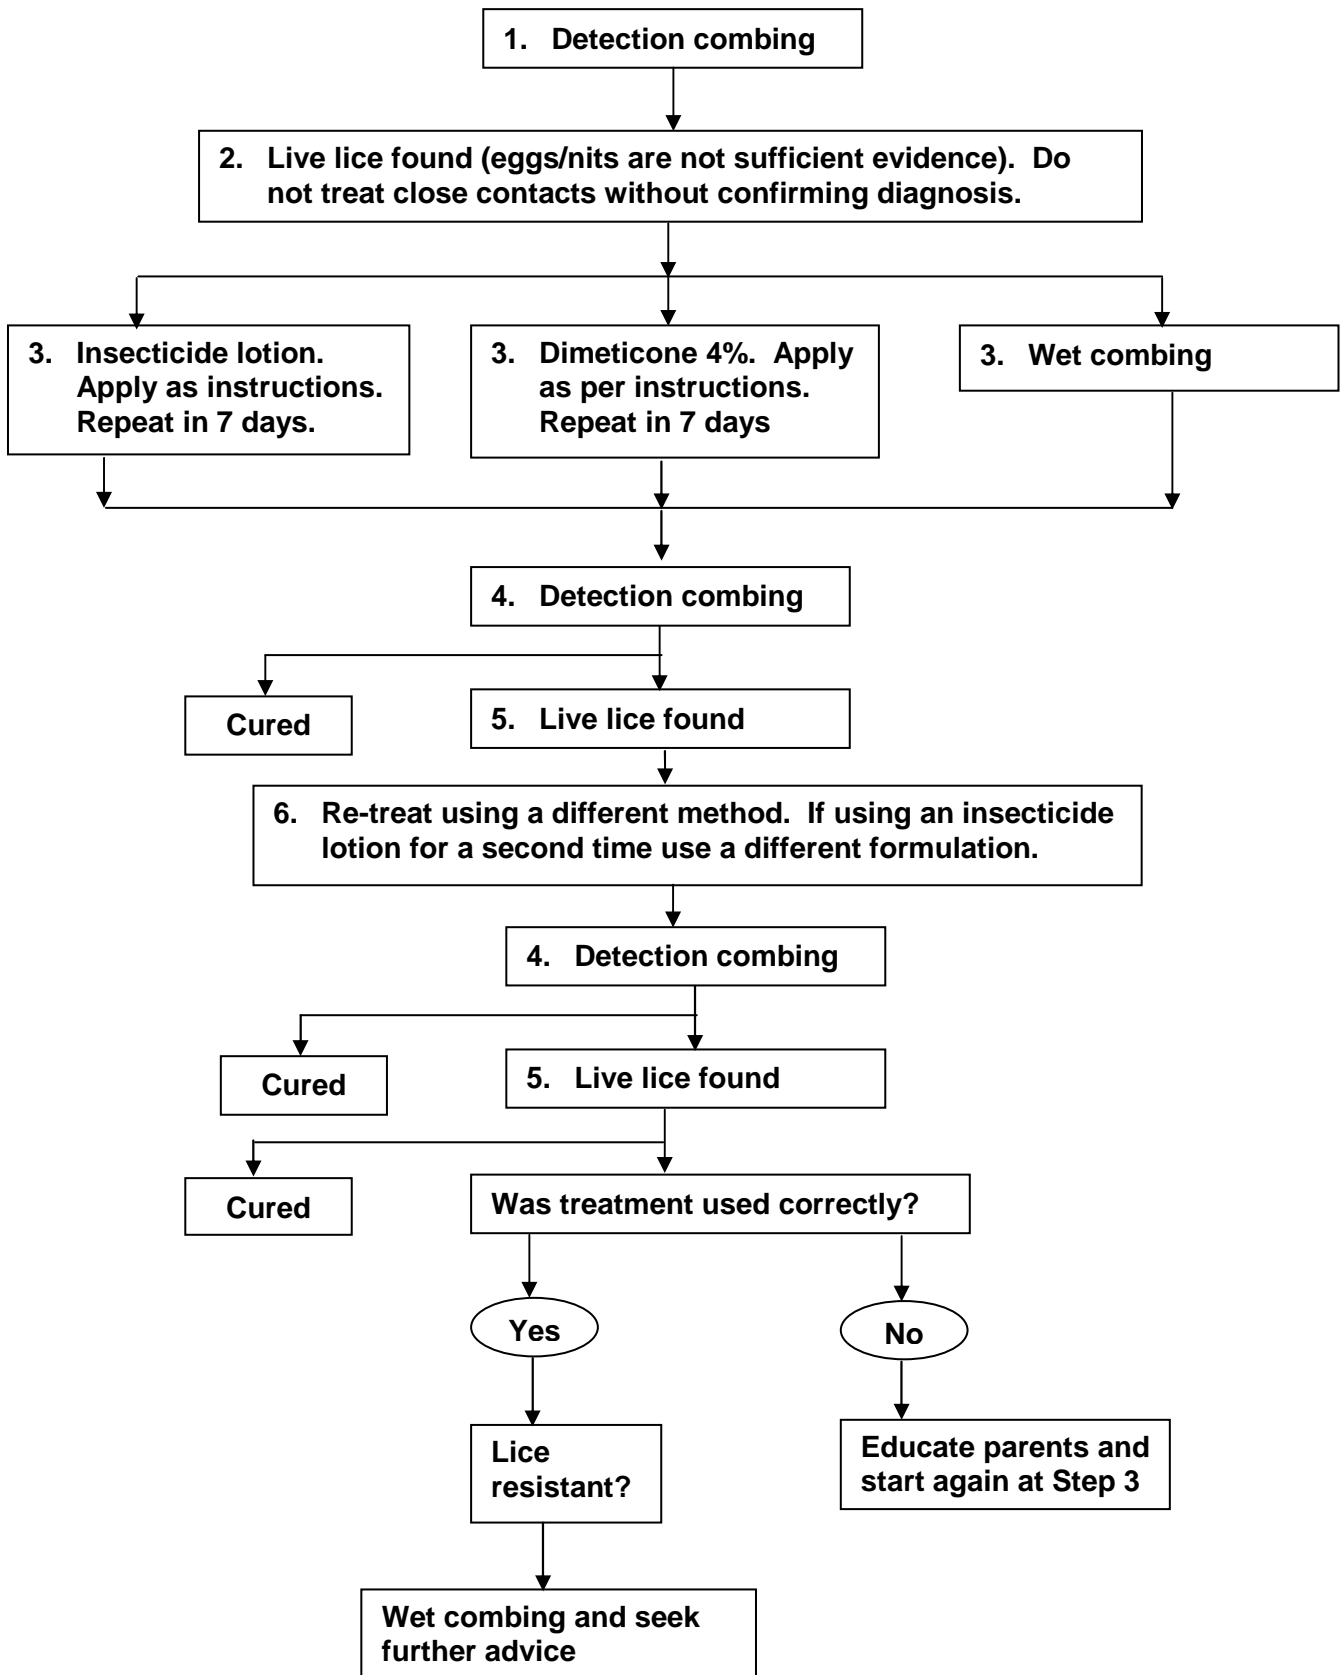 1. Detection combing
2. Live lice found (eggs/nits are not sufficient evidence). Do
not treat close contacts without confirming diagnosis.
3. Insecticide lotion.
Apply as instructions.
Repeat in 7 days.
3. Dimeticone 4%. Apply
as per instructions.
Repeat in 7 days
3. Wet combing
4. Detection combing
Cured
5. Live lice found
6. Re-treat using a different method. If using an insecticide
lotion for a second time use a different formulation.
4. Detection combing
Cured
5. Live lice found
Cured
Was treatment used correctly?
Yes
No
Lice
resistant?
Educate parents and
start again at Step 3
Wet combing and seek
further advice